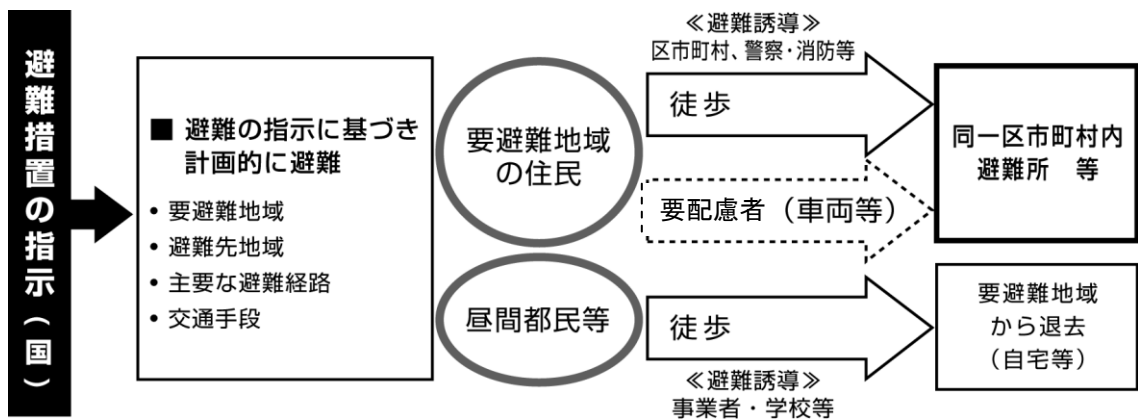 避難措置の指示（国）
■ 避難の指示に基づき
計画的に避難
• 要避難地域
• 避難先地域
• 主要な避難経路
• 交通手段
要避難地域
の住民
昼間都民等
≪避難誘導≫
区市町村、警察・消防等
徒歩
要配慮者（車両等）
徒歩
≪避難誘導≫
事業者・学校等
同一区市町村内
避難所　等
要避難地域
から退去
（自宅等）